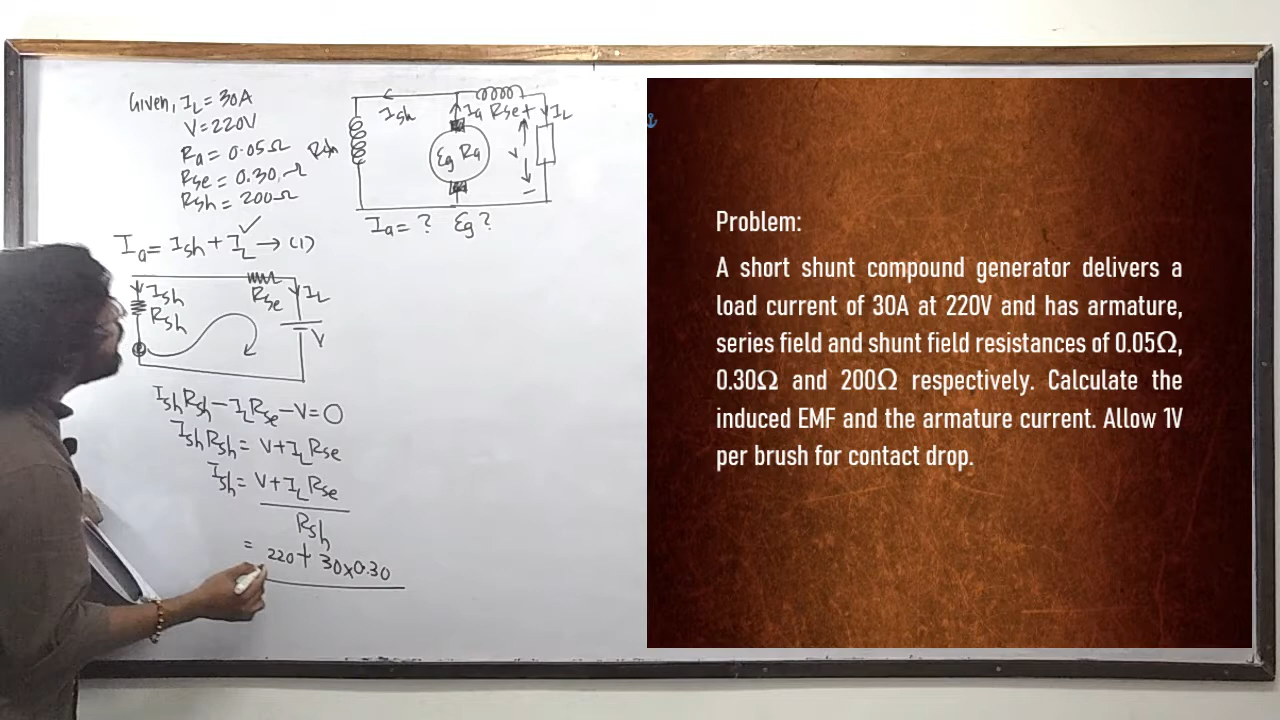 Given, IL = 30A
V = 220V
Ra = 0.05Ω
Rse = 0.30Ω
Rsh = 200Ω
Ish
Ia Rse + IL
Rsh
Eg Ra
V
−
Ia = ? Eg ?
Ia = Ish + IL → (1)
Ish
Rsh
Rse
IL
V
IshRsh − ILRse − V = 0
IshRsh = V + ILRse
Ish = V + ILRse
Rsh
= 220 + 30×0.30
Problem:
A short shunt compound generator delivers a
load current of 30A at 220V and has armature,
series field and shunt field resistances of 0.05Ω,
0.30Ω and 200Ω respectively. Calculate the
induced EMF and the armature current. Allow 1V
per brush for contact drop.